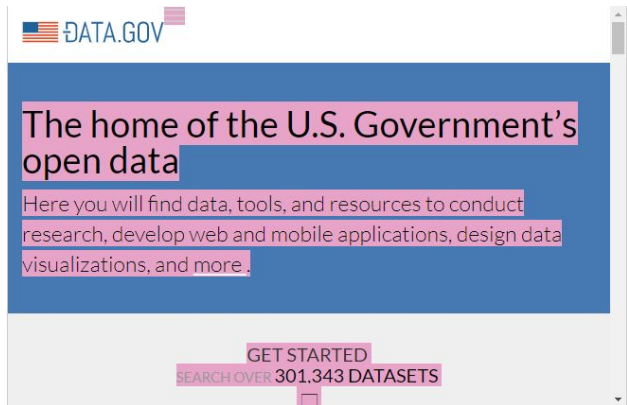 DATA.GOV
The home of the U.S. Government's
open data
Here you will find data, tools, and resources to conduct
research, develop web and mobile applications, design data
visualizations, and more .
GET STARTED
SEARCH OVER 301,343 DATASETS